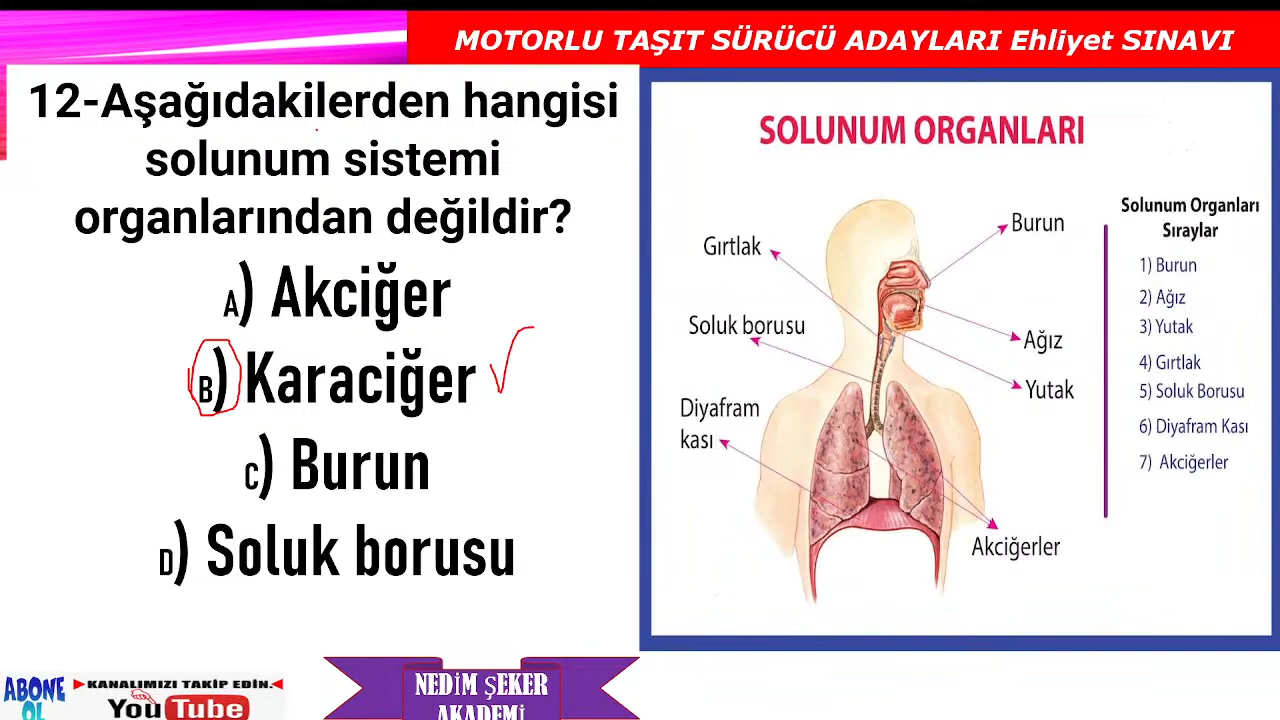 MOTORLU TAŞIT SÜRÜCÜ ADAYLARI Ehliyet SINAVI
12-Aşağıdakilerden hangisi
solunum sistemi
organlarından değildir?
A) Akciğer
B) Karaciğer
C) Burun
D) Soluk borusu
SOLUNUM ORGANLARI
Gırtlak
Soluk borusu
Diyafram
kası
Burun
Ağız
Yutak
Akciğerler
Solunum Organları
Sıraylar
1) Burun
2) Ağız
3) Yutak
4) Gırtlak
5) Soluk Borusu
6) Diyafram Kası
7) Akciğerler
ABONE
OL
KANALIMIZI TAKİP EDİN.
YouTube
NEDİM ŞEKER
AKADEMİ